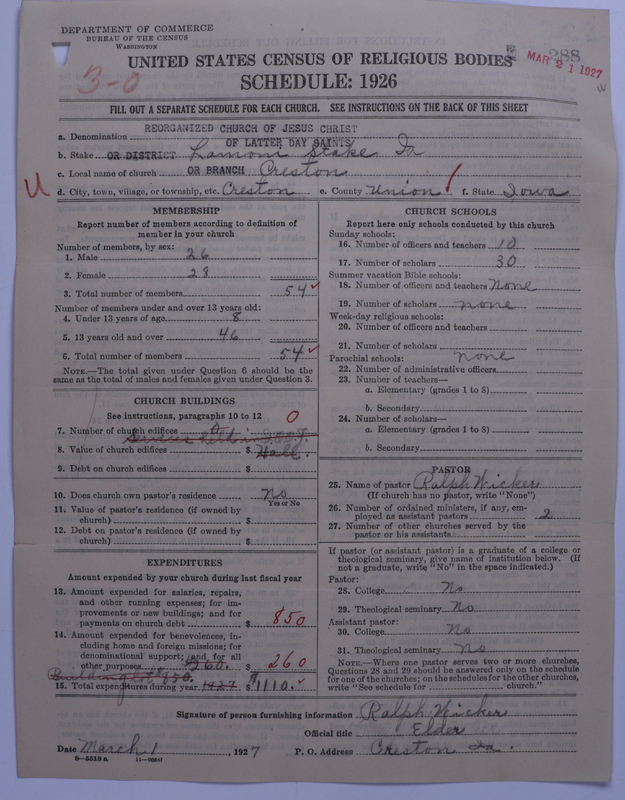 DEPARTMENT OF COMMERCE
BUREAU OF THE CENSUS
WASHINGTON
288
MAR 21 1927
3-0
UNITED STATES CENSUS OF RELIGIOUS BODIES
SCHEDULE: 1926
FILL OUT A SEPARATE SCHEDULE FOR EACH CHURCH. SEE INSTRUCTIONS ON THE BACK OF THIS SHEET
REORGANIZED CHURCH OF JESUS CHRIST
a. Denomination OF LATTER DAY SAINTS
b. Stake OR DISTRICT Lamoni Stake Ia
c. Local name of church OR BRANCH Creston
U d. City, town, village, or township, etc. Creston e. County Union f. State Iowa
MEMBERSHIP
Report number of members according to definition of
member in your church
Number of members, by sex:
1. Male 26
2. Female 28
3. Total number of members 54 ✓
Number of members under and over 13 years old:
4. Under 13 years of age 8
5. 13 years old and over 46
6. Total number of members 54 ✓
NOTE.—The total given under Question 6 should be the
same as the total of males and females given under Question 3.
CHURCH BUILDINGS
See instructions, paragraphs 10 to 12 0
7. Number of church edifices
Services held in I.O.O.F.
8. Value of church edifices $ Hall.
9. Debt on church edifices $
10. Does church own pastor's residence No
Yes or No
11. Value of pastor's residence (if owned by
church) $
12. Debt on pastor's residence (if owned by
church) $
EXPENDITURES
Amount expended by your church during last fiscal year
13. Amount expended for salaries, repairs,
and other running expenses; for im-
provements or new buildings; and for
payments on church debt $ 850
14. Amount expended for benevolences, in-
cluding home and foreign missions; for
denominational support; and for all
other purposes 260. $ 260
Building Lot 850.
15. Total expenditures during year 1927 $ $1110. ✓
CHURCH SCHOOLS
Report here only schools conducted by this church
Sunday schools:
16. Number of officers and teachers 10
17. Number of scholars 30
Summer vacation Bible schools:
18. Number of officers and teachers None
19. Number of scholars none
Week-day religious schools:
20. Number of officers and teachers
21. Number of scholars
Parochial schools: none
22. Number of administrative officers
23. Number of teachers—
a. Elementary (grades 1 to 8)
b. Secondary
24. Number of scholars—
a. Elementary (grades 1 to 8)
b. Secondary
PASTOR
25. Name of pastor Ralph Wicker
(If church has no pastor, write "None")
26. Number of ordained ministers, if any, em-
ployed as assistant pastors 2
27. Number of other churches served by the
pastor or his assistants
If pastor (or assistant pastor) is a graduate of a college or
theological seminary, give name of institution below. (If
not a graduate, write "No" in the space indicated.)
Pastor:
28. College No
29. Theological seminary No
Assistant pastor:
30. College No
31. Theological seminary No
NOTE.—Where one pastor serves two or more churches,
Questions 28 and 29 should be answered only on the schedule
for one of the churches; on the schedules for the other churches,
write "See schedule for church."
Signature of person furnishing information Ralph Wicker
Official title Elder
Date March 1, 1927 P. O. Address Creston Ia.
8-5518 a